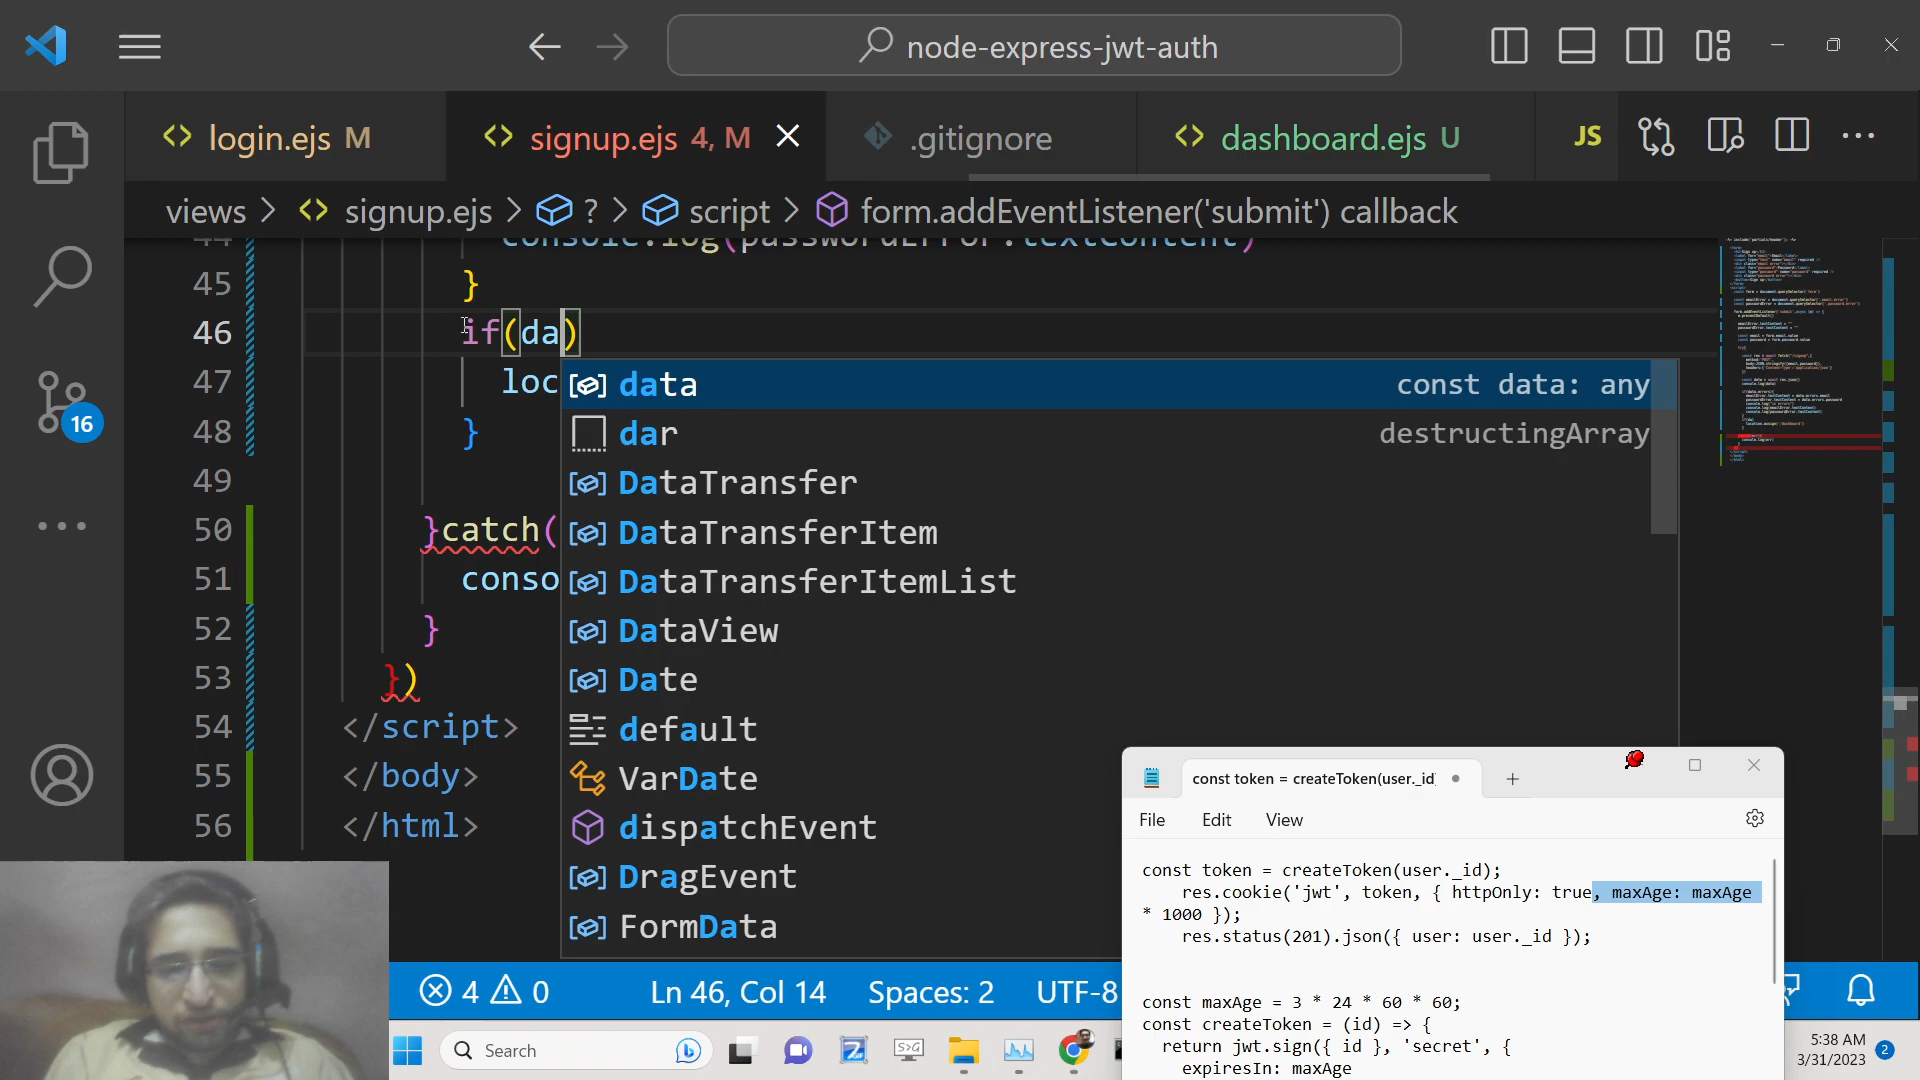 node-express-jwt-auth
login.ejs M
signup.ejs 4, M
.gitignore
dashboard.ejs U
JS
views > signup.ejs > ? > script > form.addEventListener('submit') callback
44 console.log(passwordError.textContent)
45 }
46 if(da)
47 loc
48 }
49
50 }catch(
51 conso
52 }
53 })
54 </script>
55 </body>
56 </html>
data const data: any
dar destructingArray
DataTransfer
DataTransferItem
DataTransferItemList
DataView
Date
default
VarDate
dispatchEvent
DragEvent
FormData
16
const token = createToken(user._id)
File Edit View
const token = createToken(user._id);
res.cookie('jwt', token, { httpOnly: true, maxAge: maxAge
* 1000 });
res.status(201).json({ user: user._id });
const maxAge = 3 * 24 * 60 * 60;
const createToken = (id) => {
return jwt.sign({ id }, 'secret', {
expiresIn: maxAge
4 0 Ln 46, Col 14 Spaces: 2 UTF-8
Search
5:38 AM
3/31/2023
2